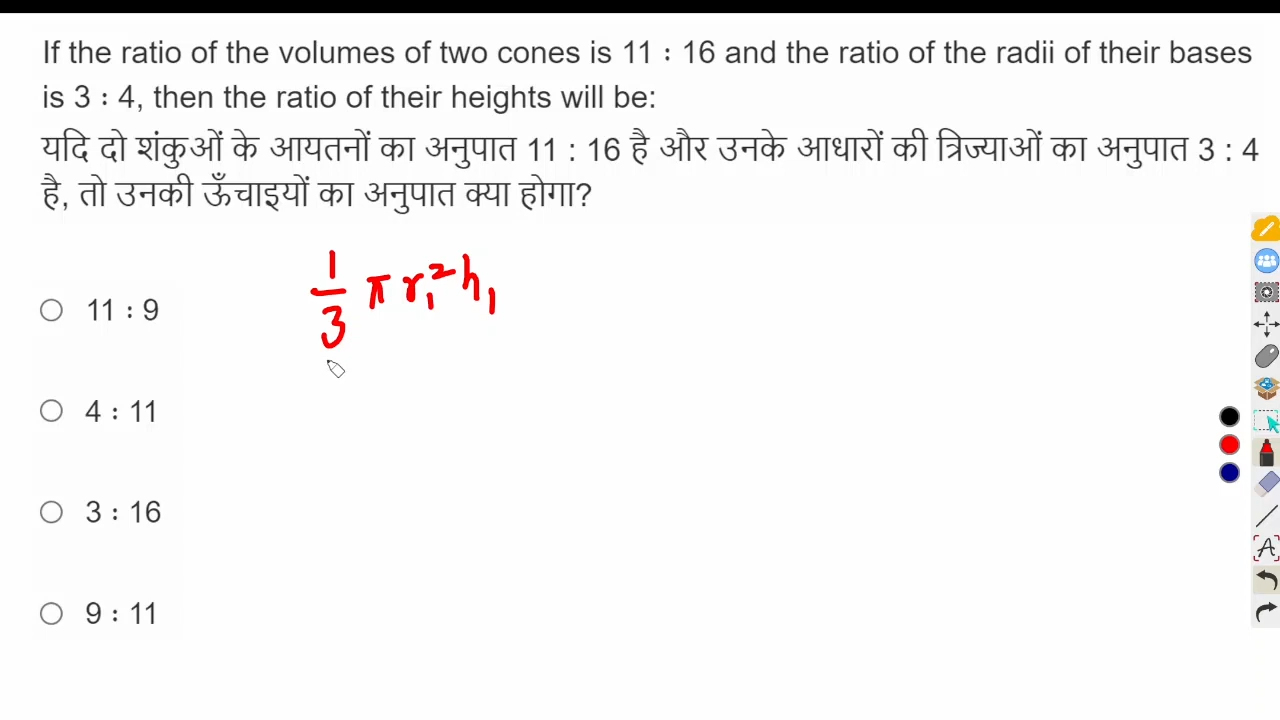 If the ratio of the volumes of two cones is 11 : 16 and the ratio of the radii of their bases
is 3 : 4, then the ratio of their heights will be:
यदि दो शंकुओं के आयतनों का अनुपात 11 : 16 है और उनके आधारों की त्रिज्याओं का अनुपात 3 : 4
है, तो उनकी ऊँचाइयों का अनुपात क्या होगा?
1/3 π r₁² h₁
11 : 9
4 : 11
3 : 16
9 : 11
A